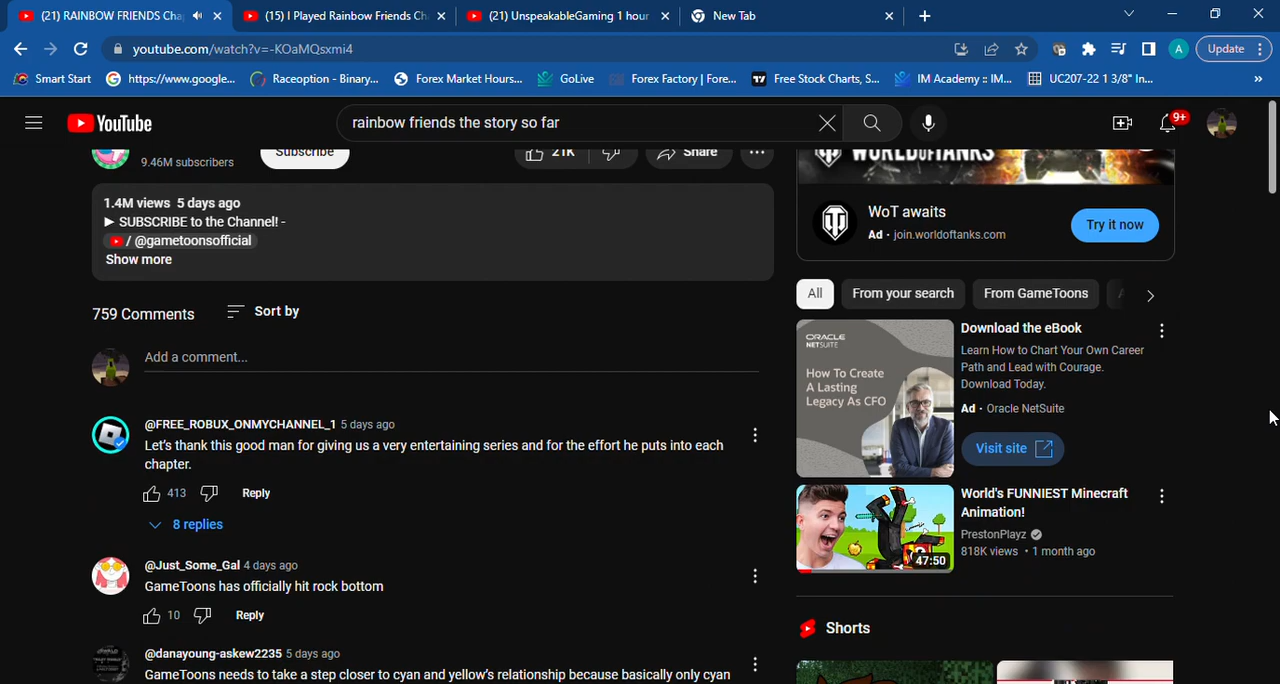 (21) RAINBOW FRIENDS Cha
(15) I Played Rainbow Friends Ch
(21) UnspeakableGaming 1 hour
New Tab
youtube.com/watch?v=-KOaMQsxmi4
A
Update
Smart Start
https://www.google...
Raceoption - Binary...
Forex Market Hours...
GoLive
Forex Factory | Fore...
Free Stock Charts, S...
IM Academy :: IM...
UC207-22 1 3/8" In...
»
YouTube
rainbow friends the story so far
9+
9.46M subscribers
Subscribe
21K
Share
WORLD OF TANKS
WoT awaits
Ad · join.worldoftanks.com
Try it now
1.4M views 5 days ago
► SUBSCRIBE to the Channel! -
/ @gametoonsofficial
Show more
All
From your search
From GameToons
759 Comments
Sort by
Add a comment...
ORACLE
NETSUITE
How To Create
A Lasting
Legacy As CFO
Download the eBook
Learn How to Chart Your Own Career
Path and Lead with Courage.
Download Today.
Ad · Oracle NetSuite
Visit site
@FREE_ROBUX_ONMYCHANNEL_1 5 days ago
Let's thank this good man for giving us a very entertaining series and for the effort he puts into each
chapter.
413
Reply
8 replies
47:50
World's FUNNIEST Minecraft
Animation!
PrestonPlayz
818K views • 1 month ago
@Just_Some_Gal 4 days ago
GameToons has officially hit rock bottom
10
Reply
Shorts
@danayoung-askew2235 5 days ago
GameToons needs to take a step closer to cyan and yellow's relationship because basically only cyan